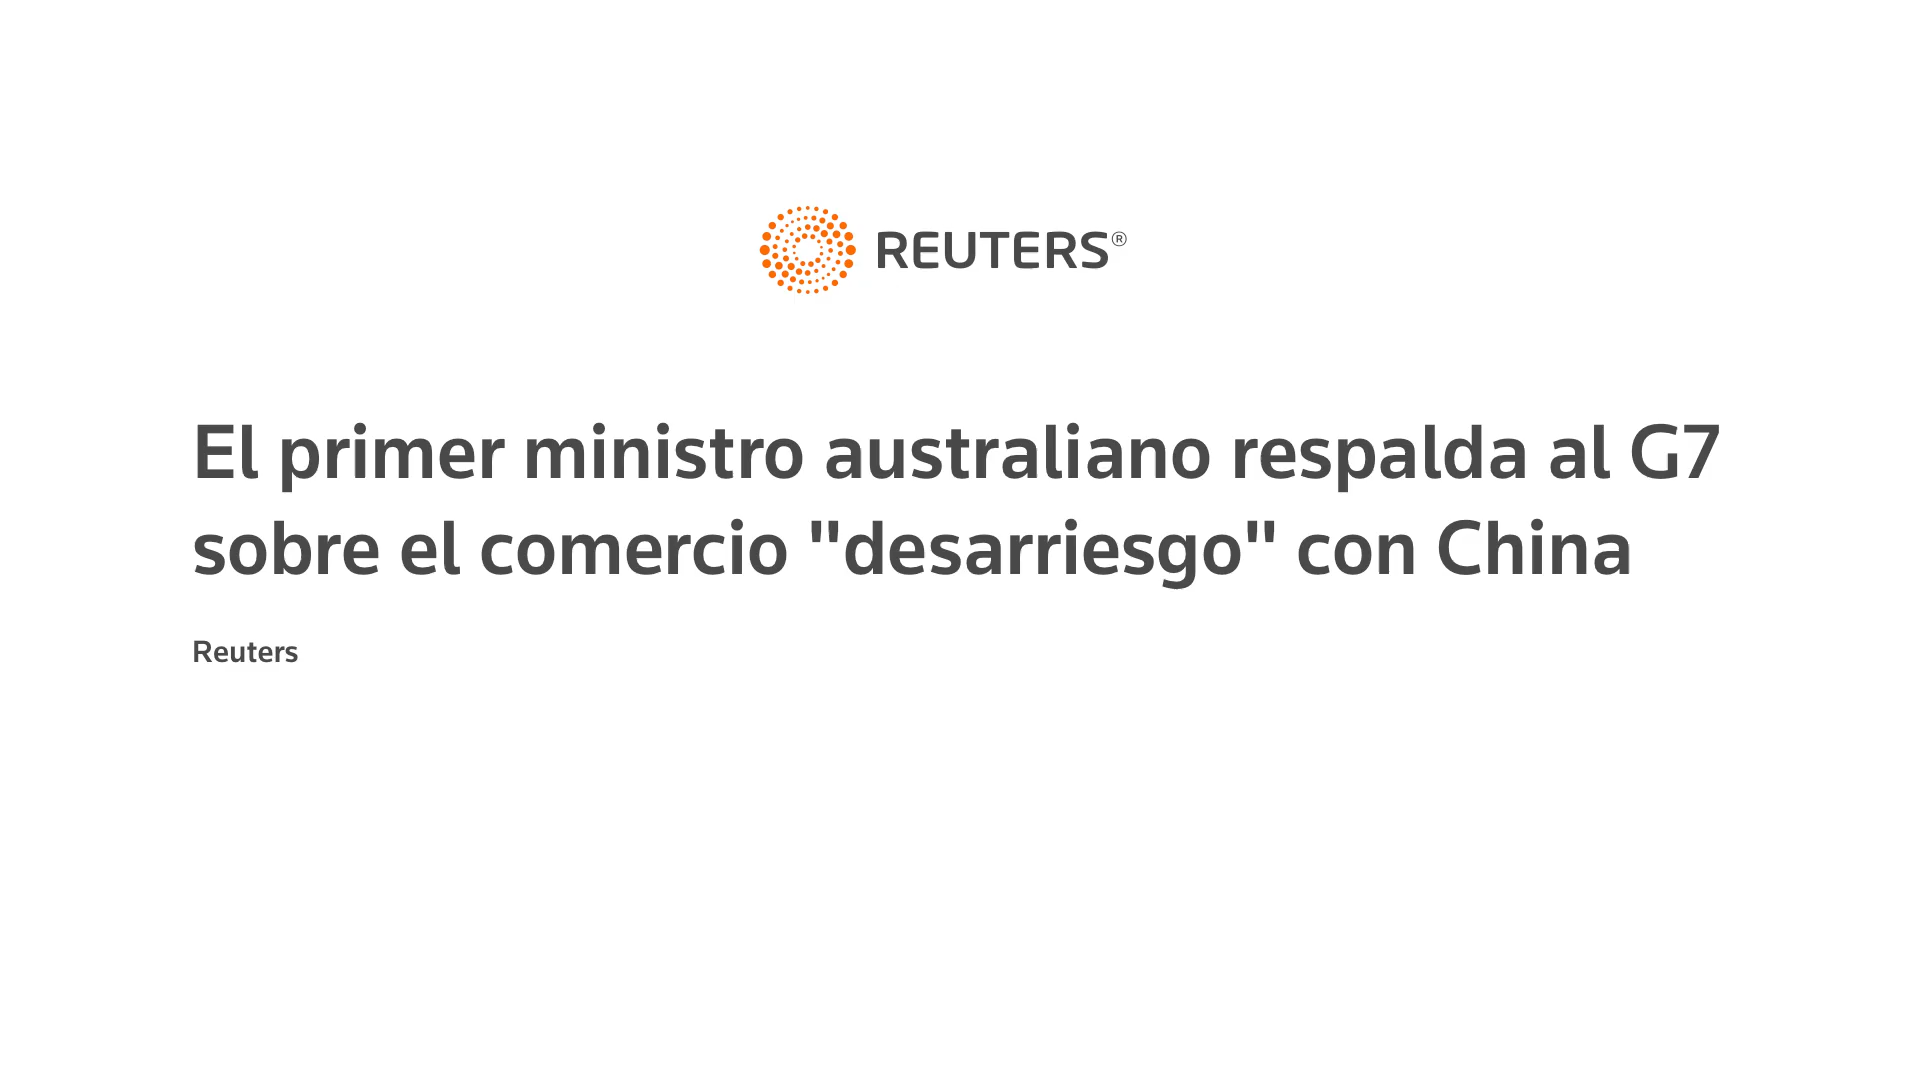 REUTERS®
El primer ministro australiano respalda al G7
sobre el comercio "desarriesgo" con China
Reuters